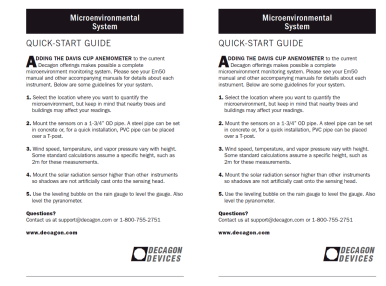 Microenvironmental
System
QUICK-START GUIDE
ADDING THE DAVIS CUP ANEMOMETER to the current
Decagon offerings makes possible a complete
microenvironment monitoring system. Please see your Em50
manual and other accompanying manuals for details about each
instrument. Below are some guidelines for your system.
1. Select the location where you want to quantify the
microenvironment, but keep in mind that nearby trees and
buildings may affect your readings.
2. Mount the sensors on a 1-3/4" OD pipe. A steel pipe can be set
in concrete or, for a quick installation, PVC pipe can be placed
over a T-post.
3. Wind speed, temperature, and vapor pressure vary with height.
Some standard calculations assume a specific height, such as
2m for these measurements.
4. Mount the solar radiation sensor higher than other instruments
so shadows are not artificially cast onto the sensing head.
5. Use the leveling bubble on the rain gauge to level the gauge. Also
level the pyranometer.
Questions?
Contact us at support@decagon.com or 1-800-755-2751
www.decagon.com
DECAGON
DEVICES
Microenvironmental
System
QUICK-START GUIDE
ADDING THE DAVIS CUP ANEMOMETER to the current
Decagon offerings makes possible a complete
microenvironment monitoring system. Please see your Em50
manual and other accompanying manuals for details about each
instrument. Below are some guidelines for your system.
1. Select the location where you want to quantify the
microenvironment, but keep in mind that nearby trees and
buildings may affect your readings.
2. Mount the sensors on a 1-3/4" OD pipe. A steel pipe can be set
in concrete or, for a quick installation, PVC pipe can be placed
over a T-post.
3. Wind speed, temperature, and vapor pressure vary with height.
Some standard calculations assume a specific height, such as
2m for these measurements.
4. Mount the solar radiation sensor higher than other instruments
so shadows are not artificially cast onto the sensing head.
5. Use the leveling bubble on the rain gauge to level the gauge. Also
level the pyranometer.
Questions?
Contact us at support@decagon.com or 1-800-755-2751
www.decagon.com
DECAGON
DEVICES